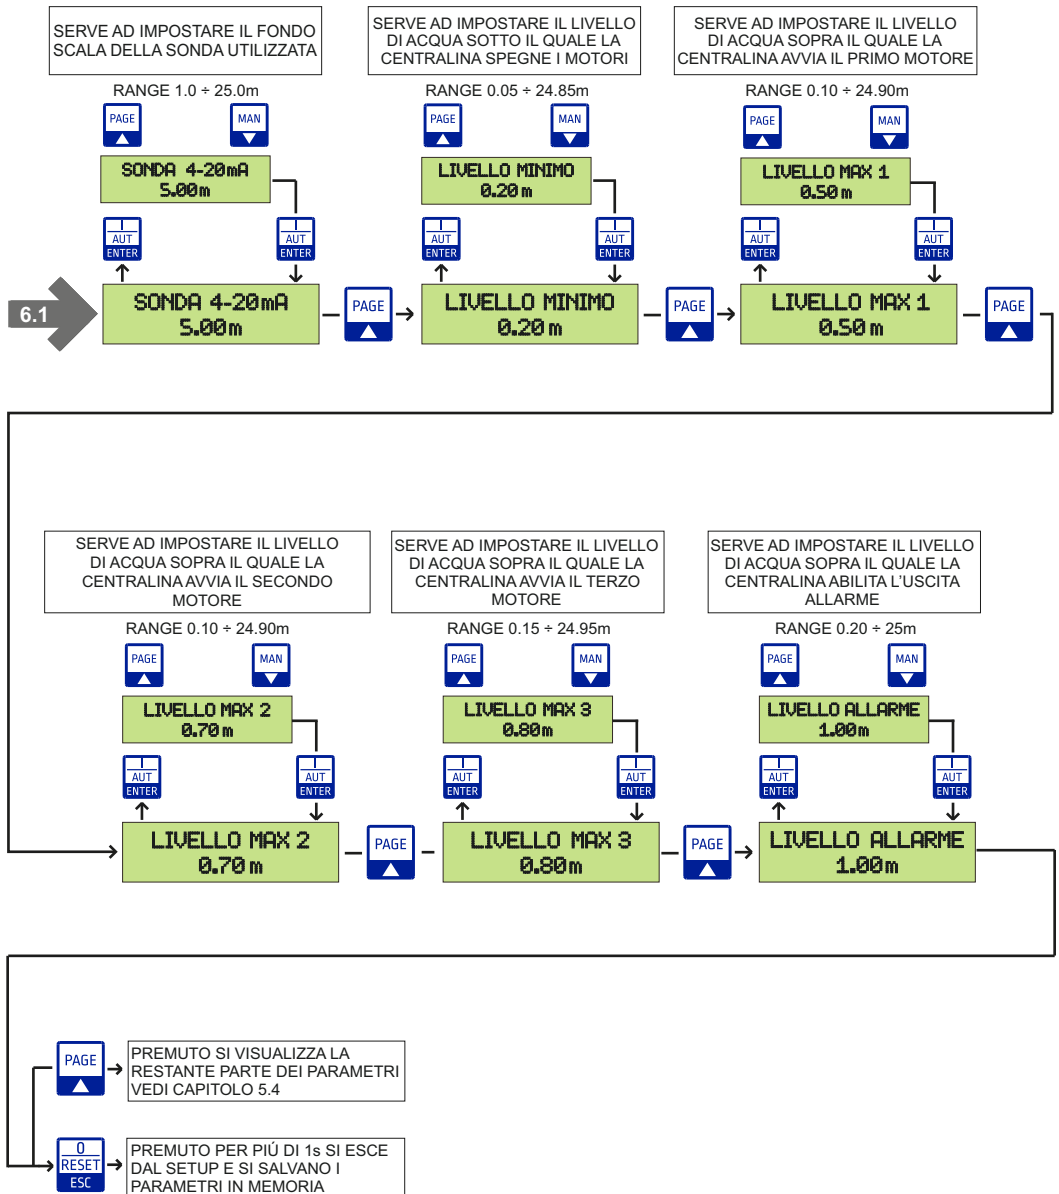 SERVE AD IMPOSTARE IL FONDO
SCALA DELLA SONDA UTILIZZATA
RANGE 1.0 ÷ 25.0m
PAGE
MAN
SONDA 4-20mA
5.00m
AUT
ENTER
AUT
ENTER
6.1
SONDA 4-20mA
5.00m
PAGE
SERVE AD IMPOSTARE IL LIVELLO
DI ACQUA SOTTO IL QUALE LA
CENTRALINA SPEGNE I MOTORI
RANGE 0.05 ÷ 24.85m
PAGE
MAN
LIVELLO MINIMO
0.20 m
I
AUT
ENTER
I
AUT
ENTER
LIVELLO MINIMO
0.20 m
PAGE
SERVE AD IMPOSTARE IL LIVELLO
DI ACQUA SOPRA IL QUALE LA
CENTRALINA AVVIA IL PRIMO MOTORE
RANGE 0.10 ÷ 24.90m
PAGE
MAN
LIVELLO MAX 1
0.50 m
I
AUT
ENTER
I
AUT
ENTER
LIVELLO MAX 1
0.50 m
PAGE
SERVE AD IMPOSTARE IL LIVELLO
DI ACQUA SOPRA IL QUALE LA
CENTRALINA AVVIA IL SECONDO
MOTORE
RANGE 0.10 ÷ 24.90m
PAGE
MAN
LIVELLO MAX 2
0.70 m
I
AUT
ENTER
I
AUT
ENTER
LIVELLO MAX 2
0.70 m
PAGE
SERVE AD IMPOSTARE IL LIVELLO
DI ACQUA SOPRA IL QUALE LA
CENTRALINA AVVIA IL TERZO
MOTORE
RANGE 0.15 ÷ 24.95m
PAGE
MAN
LIVELLO MAX 3
0.80m
I
AUT
ENTER
I
AUT
ENTER
LIVELLO MAX 3
0.80m
PAGE
SERVE AD IMPOSTARE IL LIVELLO
DI ACQUA SOPRA IL QUALE LA
CENTRALINA ABILITA L'USCITA
ALLARME
RANGE 0.20 ÷ 25m
PAGE
MAN
LIVELLO ALLARME
1.00m
I
AUT
ENTER
I
AUT
ENTER
LIVELLO ALLARME
1.00m
PAGE
PREMUTO SI VISUALIZZA LA
RESTANTE PARTE DEI PARAMETRI
VEDI CAPITOLO 5.4
0
RESET
ESC
PREMUTO PER PIÚ DI 1s SI ESCE
DAL SETUP E SI SALVANO I
PARAMETRI IN MEMORIA